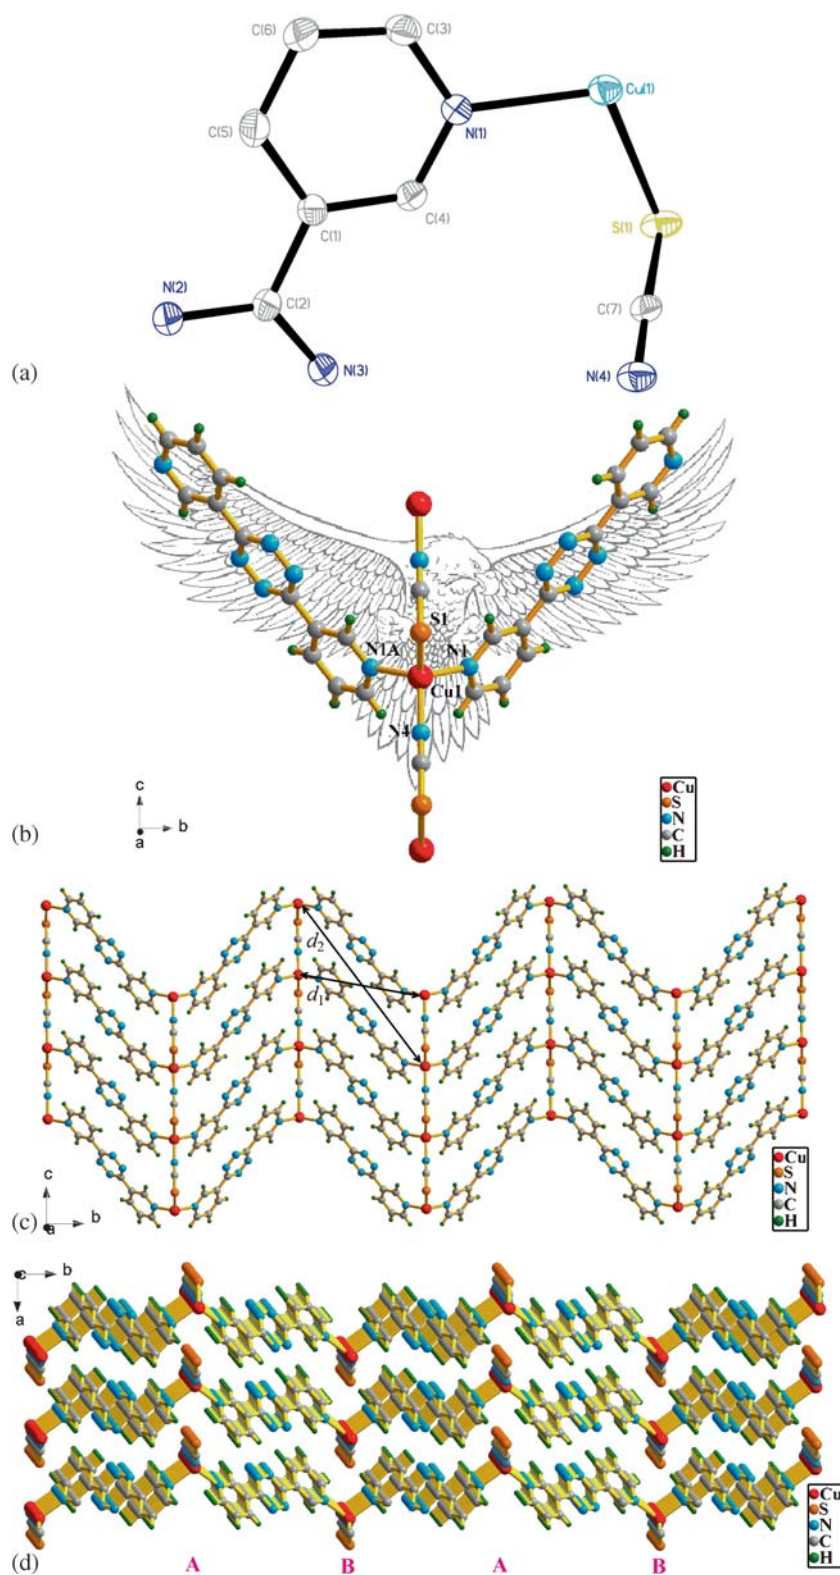 C(6)
C(3)
Cu(1)
C(5)
N(1)
C(4)
C(1)
S(1)
N(2)
C(2)
C(7)
N(3)
N(4)
(a)
S1
N1A
N1
Cu1
N4
c
b
a
Cu
S
N
C
H
(b)
d2
d1
c
b
a
Cu
S
N
C
H
(c)
c
b
a
Cu
S
N
C
H
(d)
A
B
A
B